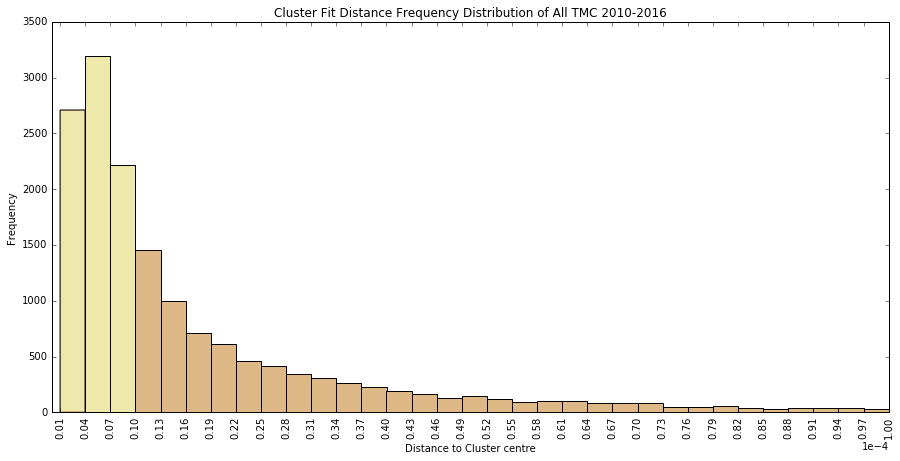 Cluster Fit Distance Frequency Distribution of All TMC 2010-2016
3500
3000
2500
2000
1500
1000
500
0
Frequency
0.01 0.04 0.07 0.10 0.13 0.16 0.19 0.22 0.25 0.28 0.31 0.34 0.37 0.40 0.43 0.46 0.49 0.52 0.55 0.58 0.61 0.64 0.67 0.70 0.73 0.76 0.79 0.82 0.85 0.88 0.91 0.94 0.97 1.00
1e−4
Distance to Cluster centre